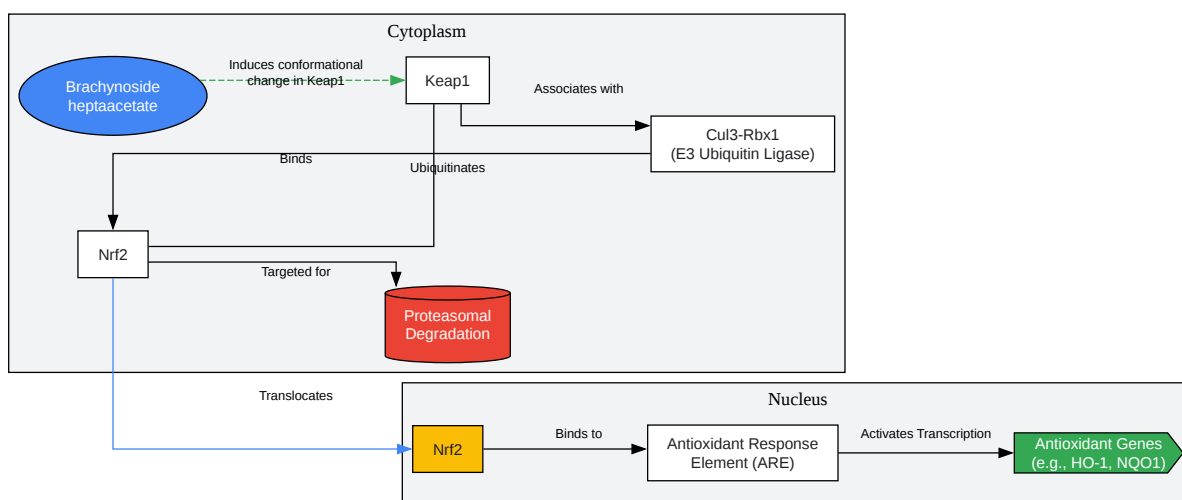 Cytoplasm
Brachynoside
heptaacetate
Induces conformational
change in Keap1
Keap1
Associates with
Cul3-Rbx1
(E3 Ubiquitin Ligase)
Binds
Ubiquitinates
Nrf2
Targeted for
Proteasomal
Degradation
Translocates
Nucleus
Nrf2
Binds to
Antioxidant Response
Element (ARE)
Activates Transcription
Antioxidant Genes
(e.g., HO-1, NQO1)